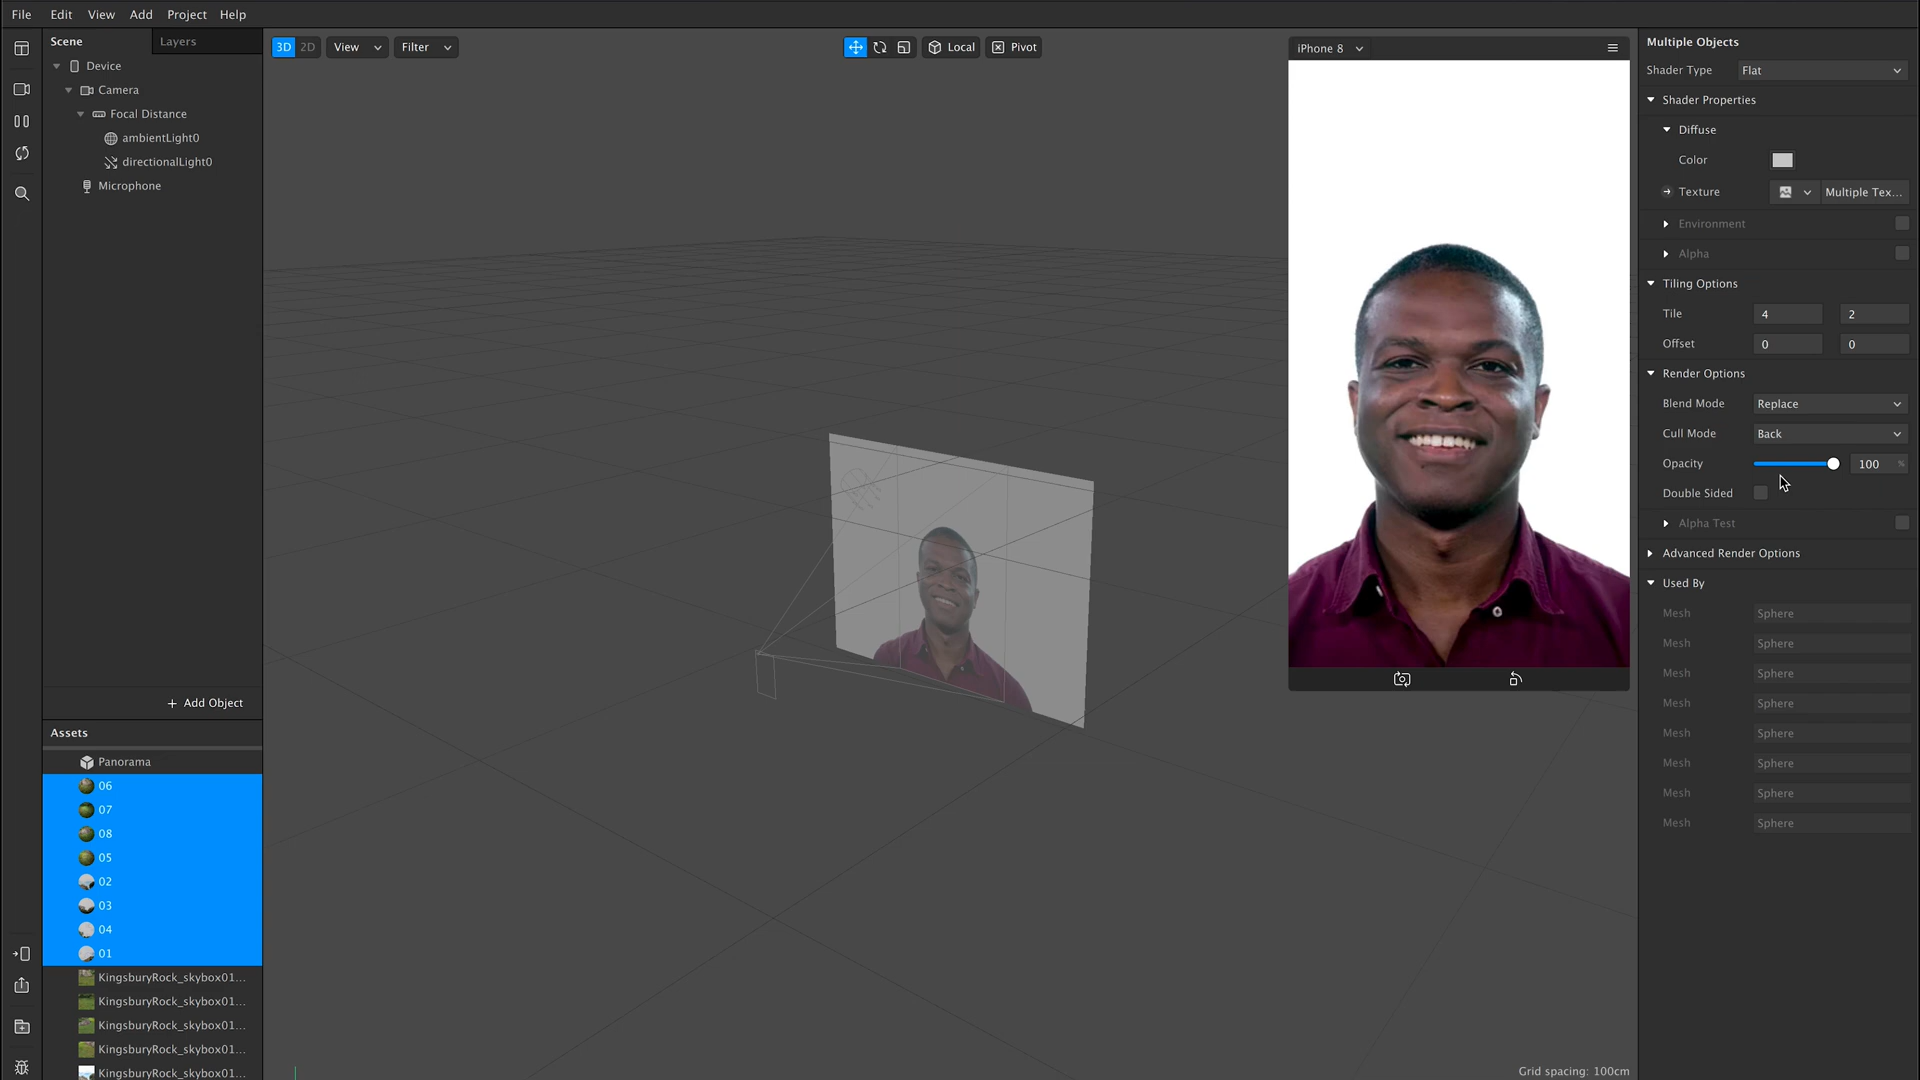 File Edit View Add Project Help
Scene Layers
Device
Camera
Focal Distance
ambientLight0
directionalLight0
Microphone
+ Add Object
Assets
Panorama
06
07
08
05
02
03
04
01
KingsburyRock_skybox01...
KingsburyRock_skybox01...
KingsburyRock_skybox01...
KingsburyRock_skybox01...
KingsburyRock_skybox01...
3D 2D View Filter
Local Pivot
iPhone 8
Grid spacing: 100cm
Multiple Objects
Shader Type Flat
Shader Properties
Diffuse
Color
Texture Multiple Tex...
Environment
Alpha
Tiling Options
Tile 4 2
Offset 0 0
Render Options
Blend Mode Replace
Cull Mode Back
Opacity 100 %
Double Sided
Alpha Test
Advanced Render Options
Used By
Mesh Sphere
Mesh Sphere
Mesh Sphere
Mesh Sphere
Mesh Sphere
Mesh Sphere
Mesh Sphere
Mesh Sphere